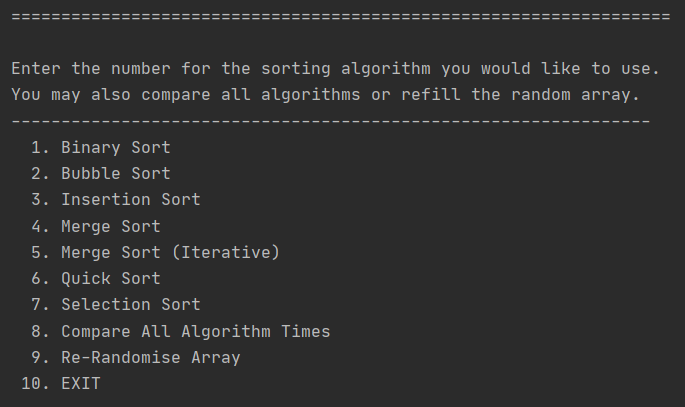 ==================================================================
Enter the number for the sorting algorithm you would like to use.
You may also compare all algorithms or refill the random array.
----------------------------------------------------------------
1. Binary Sort
2. Bubble Sort
3. Insertion Sort
4. Merge Sort
5. Merge Sort (Iterative)
6. Quick Sort
7. Selection Sort
8. Compare All Algorithm Times
9. Re-Randomise Array
10. EXIT